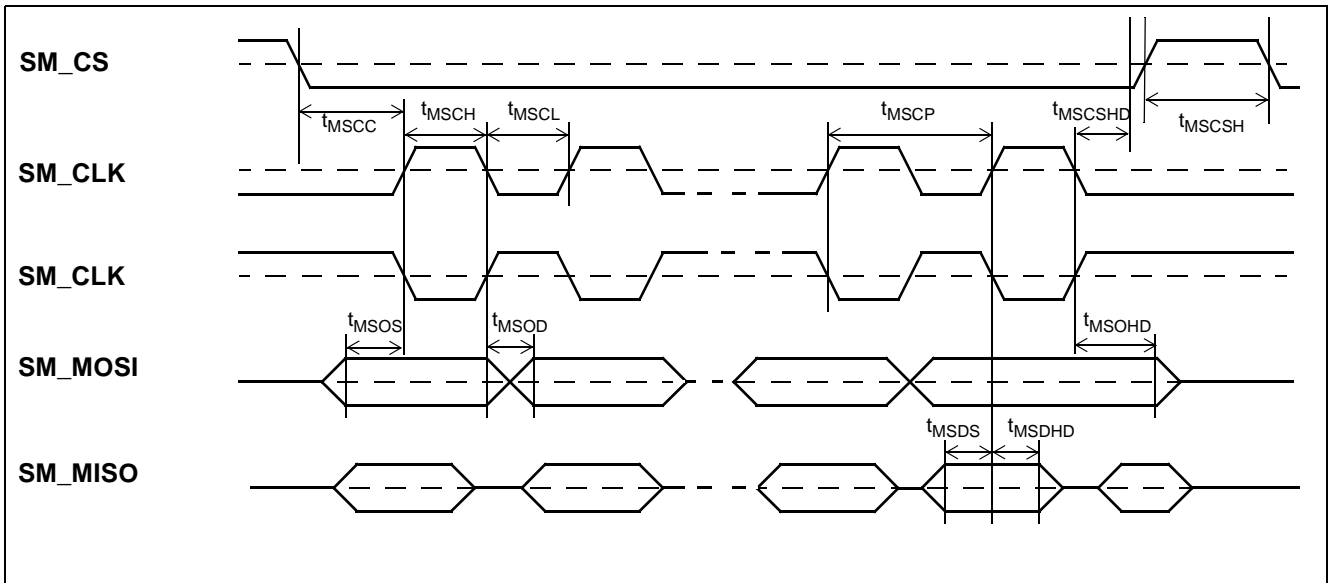 SM_CS
tMSCC
tMSCH
tMSCL
tMSCP
tMSCSHD
tMSCSH
SM_CLK
SM_CLK
tMSOS
tMSOD
tMSOHD
SM_MOSI
tMSDS
tMSDHD
SM_MISO